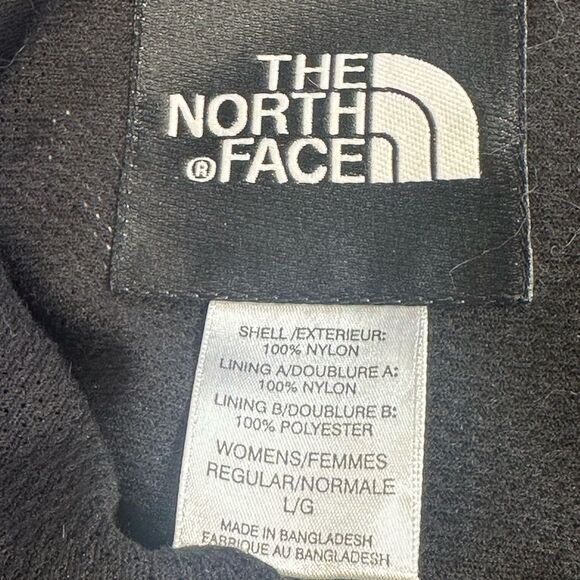 THE
NORTH
® FACE
SHELL /EXTERIEUR:
100% NYLON
LINING A/DOUBLURE A:
100% NYLON
LINING B/DOUBLURE B:
100% POLYESTER
WOMENS/FEMMES
REGULAR/NORMALE
L/G
MADE IN BANGLADESH
FABRIQUE AU BANGLADESH